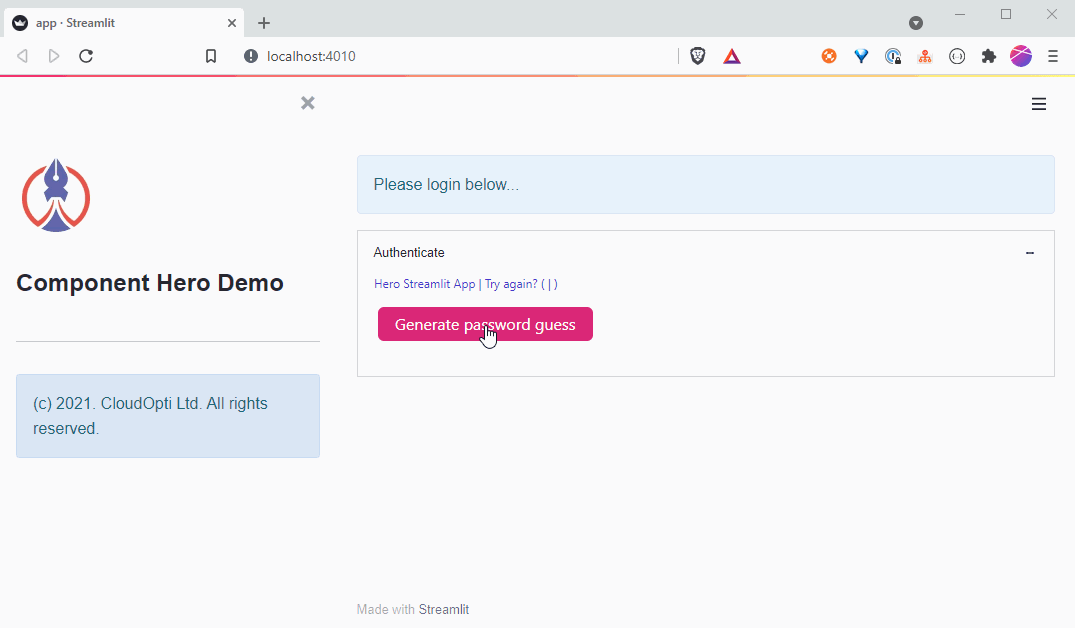 app · Streamlit
localhost:4010
Component Hero Demo
(c) 2021. CloudOpti Ltd. All rights
reserved.
Please login below...
Authenticate
Hero Streamlit App | Try again? ( | )
Generate password guess
Made with Streamlit